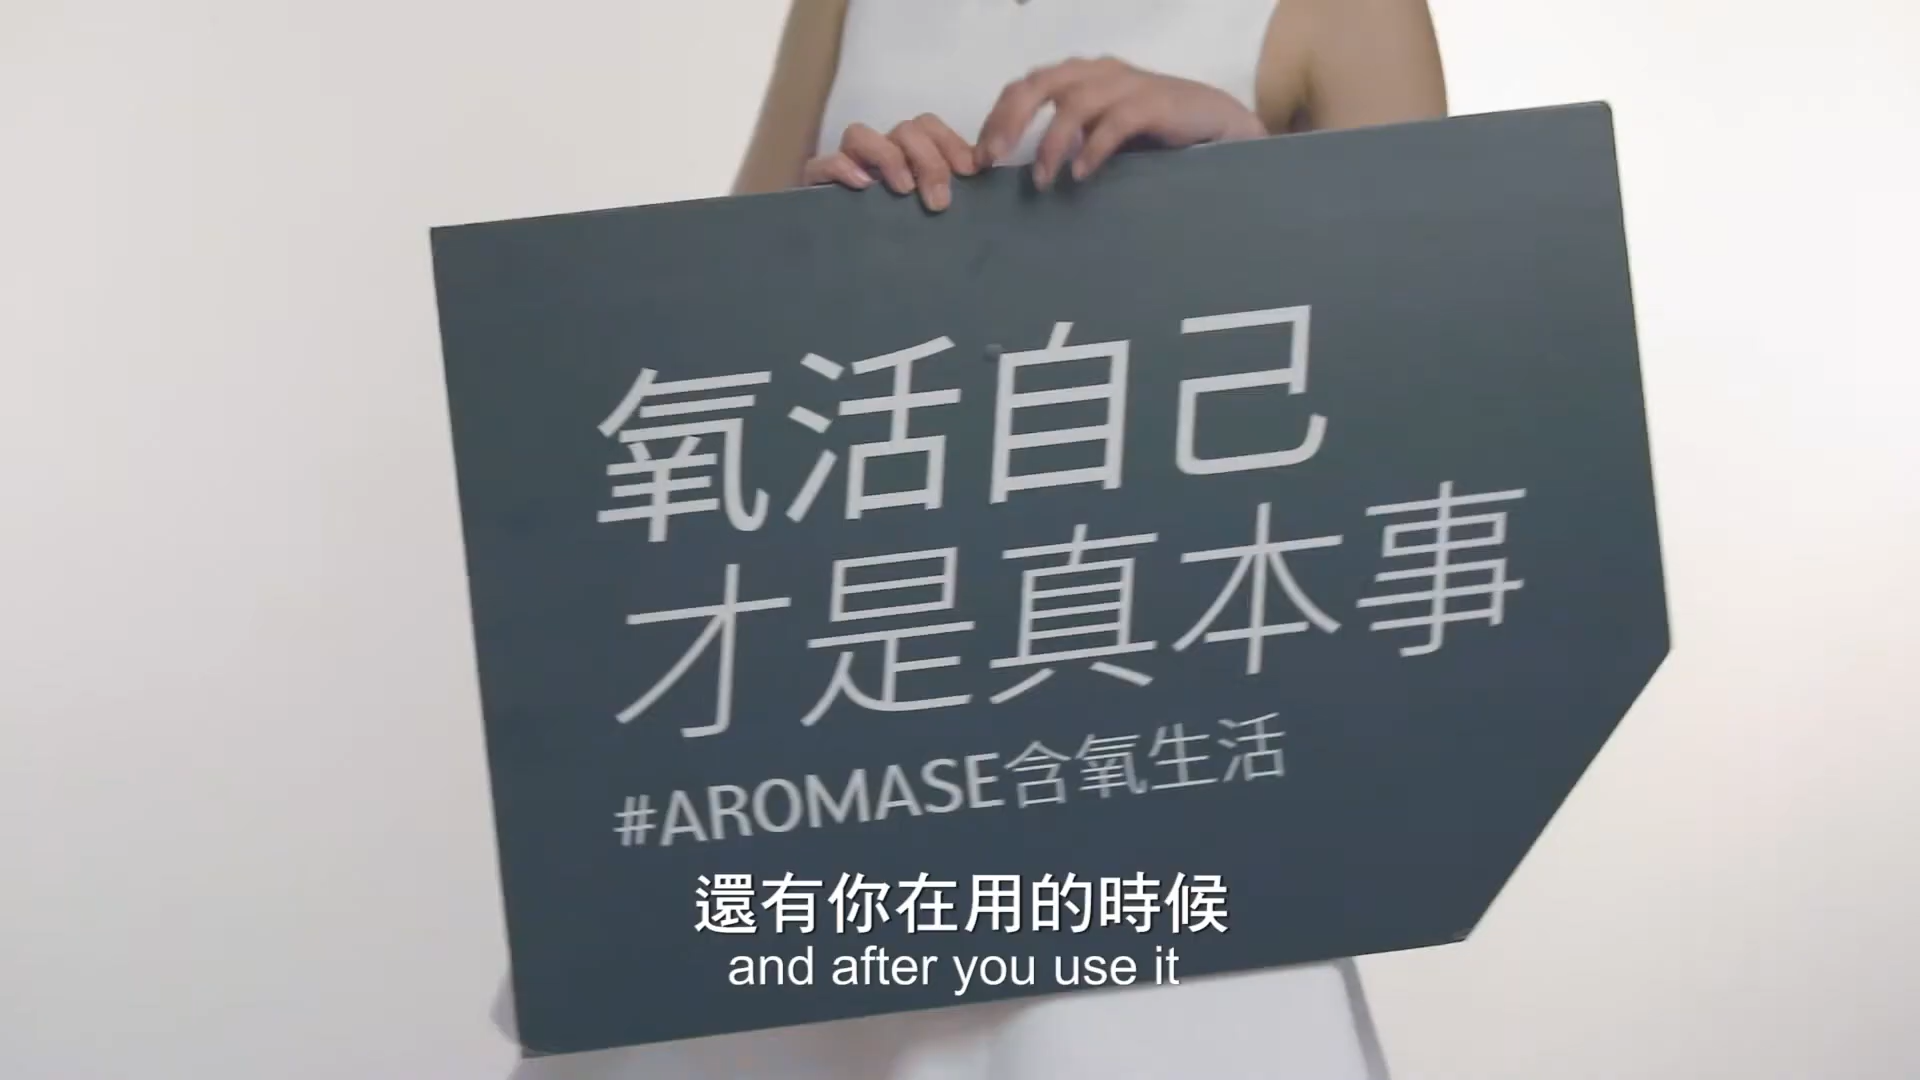 氧活自己
才是真本事
#AROMASE含氧生活
還有你在用的時候
and after you use it